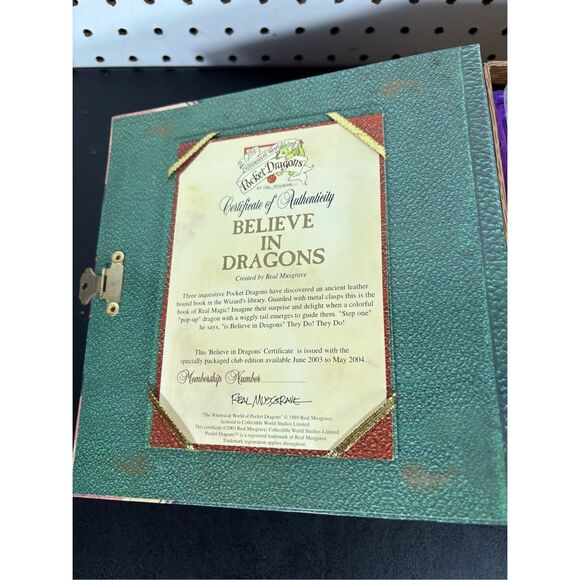 The
Whimsical World of
Pocket Dragons
Certificate of Authenticity
BELIEVE
IN
DRAGONS
Created by Real Musgrave
Three inquisitive Pocket Dragons have discovered an ancient leather
bound book in the Wizard's library. Guarded with metal clasps this is the
book of Real Magic! Imagine their surprise and delight when a colorful
"pop-up" dragon with a wiggly tail emerges to guide them. "Step one"
he says, "is Believe in Dragons" They Do! They Do!
This 'Believe in Dragons' Certificate is issued with the
specially packaged club edition available June 2003 to May 2004.
Membership Number
REAL MUSGRAVE
"The Whimsical World of Pocket Dragons" © 1989 Real Musgrave,
licensed to Collectible World Studios Limited.
This certificate ©2003 Real Musgrave, Collectible World Studios Limited.
Pocket Dragons™ is a registered trademark of Real Musgrave.
Trademark registration applies throughout.